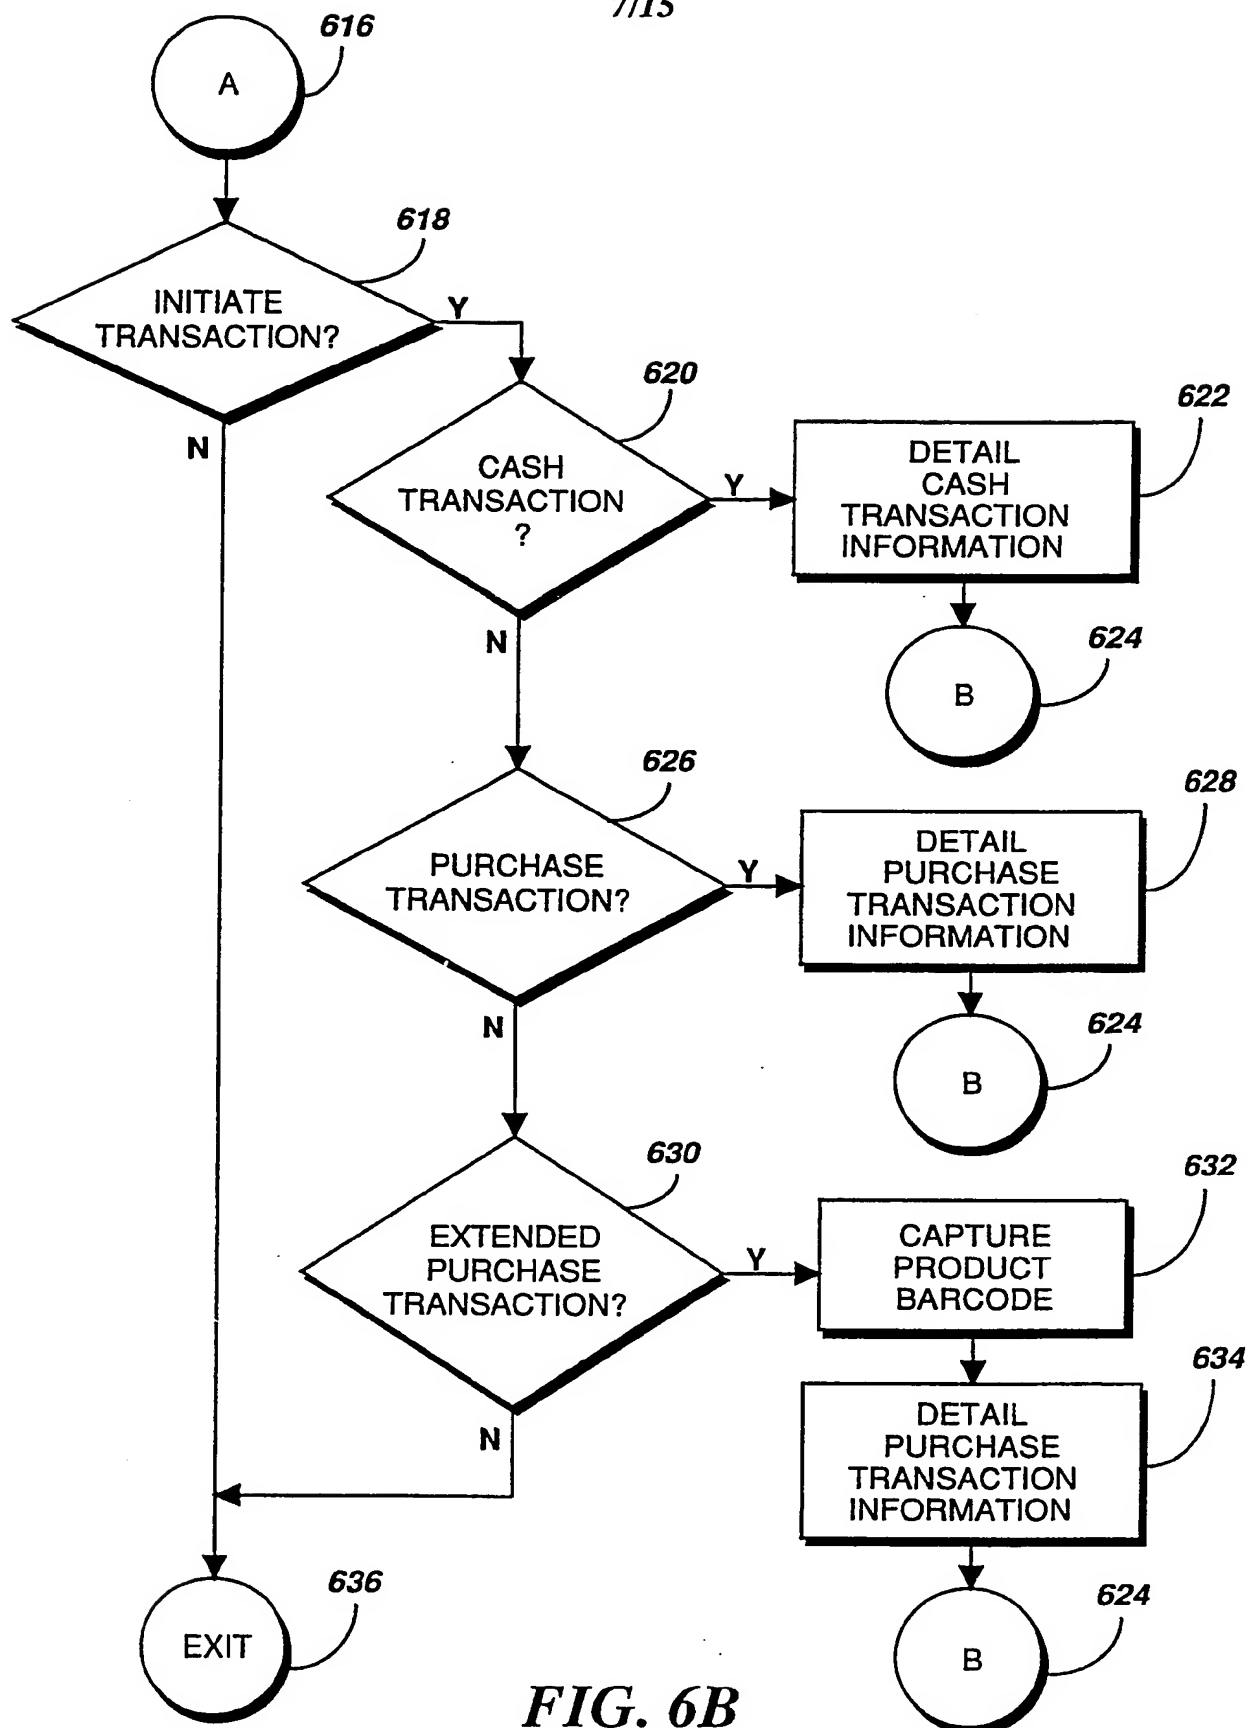 7/15
616
A
618
INITIATE
TRANSACTION?
Y
N
620
CASH
TRANSACTION
?
Y
N
622
DETAIL
CASH
TRANSACTION
INFORMATION
624
B
626
PURCHASE
TRANSACTION?
Y
N
628
DETAIL
PURCHASE
TRANSACTION
INFORMATION
624
B
630
EXTENDED
PURCHASE
TRANSACTION?
Y
N
632
CAPTURE
PRODUCT
BARCODE
634
DETAIL
PURCHASE
TRANSACTION
INFORMATION
636
EXIT
624
B
FIG. 6B